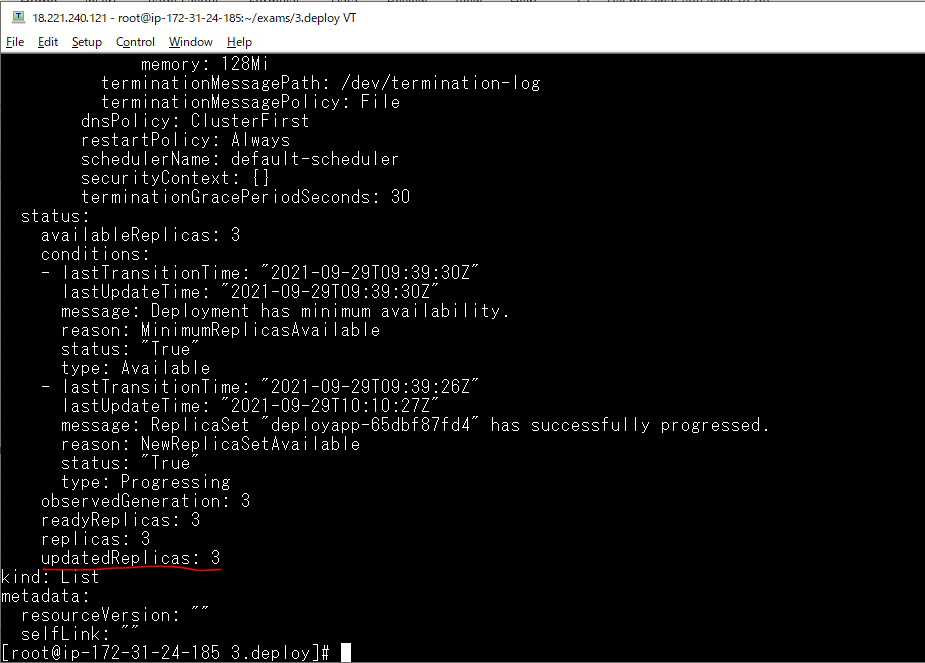 18.221.240.121 - root@ip-172-31-24-185:~/exams/3.deploy VT
File Edit Setup Control Window Help
              memory: 128Mi
          terminationMessagePath: /dev/termination-log
          terminationMessagePolicy: File
        dnsPolicy: ClusterFirst
        restartPolicy: Always
        schedulerName: default-scheduler
        securityContext: {}
        terminationGracePeriodSeconds: 30
  status:
    availableReplicas: 3
    conditions:
    - lastTransitionTime: "2021-09-29T09:39:30Z"
      lastUpdateTime: "2021-09-29T09:39:30Z"
      message: Deployment has minimum availability.
      reason: MinimumReplicasAvailable
      status: "True"
      type: Available
    - lastTransitionTime: "2021-09-29T09:39:26Z"
      lastUpdateTime: "2021-09-29T10:10:27Z"
      message: ReplicaSet "deployapp-65dbf87fd4" has successfully progressed.
      reason: NewReplicaSetAvailable
      status: "True"
      type: Progressing
    observedGeneration: 3
    readyReplicas: 3
    replicas: 3
    updatedReplicas: 3
kind: List
metadata:
  resourceVersion: ""
  selfLink: ""
[root@ip-172-31-24-185 3.deploy]#